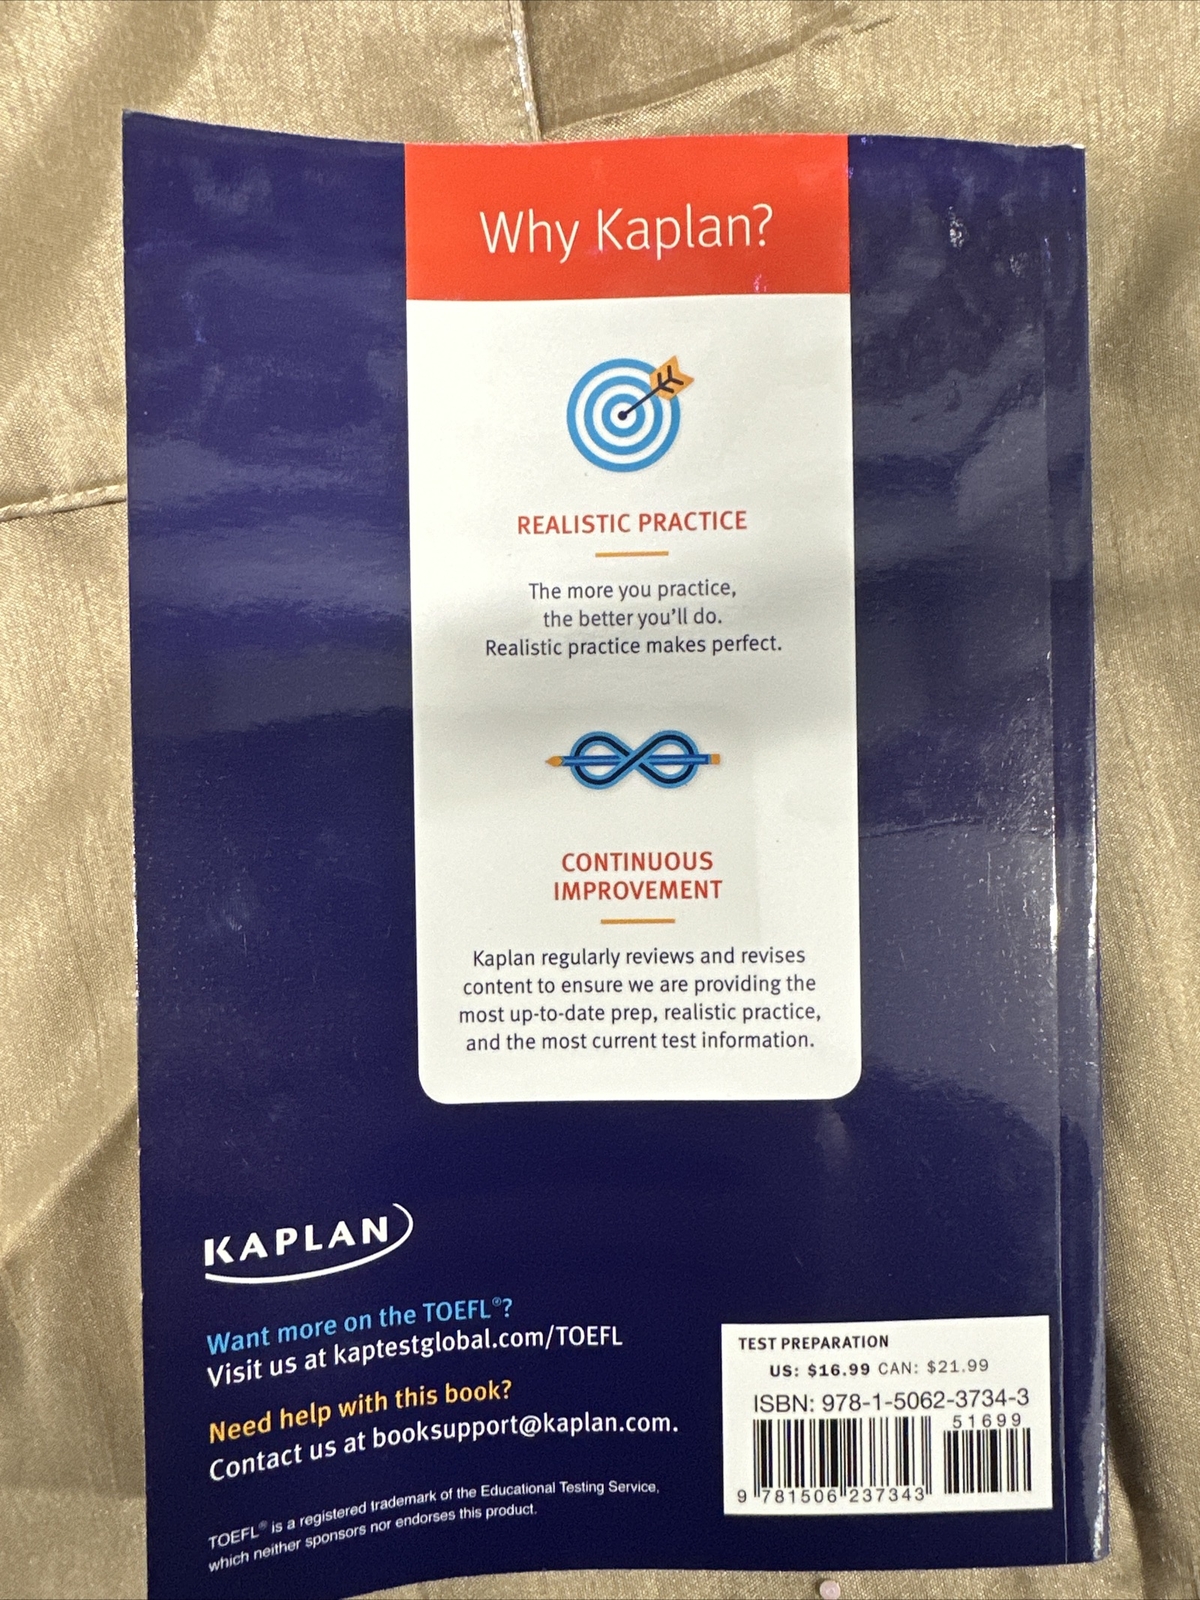 Why Kaplan?
REALISTIC PRACTICE
The more you practice,
the better you'll do.
Realistic practice makes perfect.
CONTINUOUS
IMPROVEMENT
Kaplan regularly reviews and revises
content to ensure we are providing the
most up-to-date prep, realistic practice,
and the most current test information.
KAPLAN
Want more on the TOEFL®?
Visit us at kaptestglobal.com/TOEFL
Need help with this book?
Contact us at booksupport@kaplan.com.
TOEFL® is a registered trademark of the Educational Testing Service,
which neither sponsors nor endorses this product.
TEST PREPARATION
US: $16.99 CAN: $21.99
ISBN: 978-1-5062-3734-3
51699
9 781506 237343